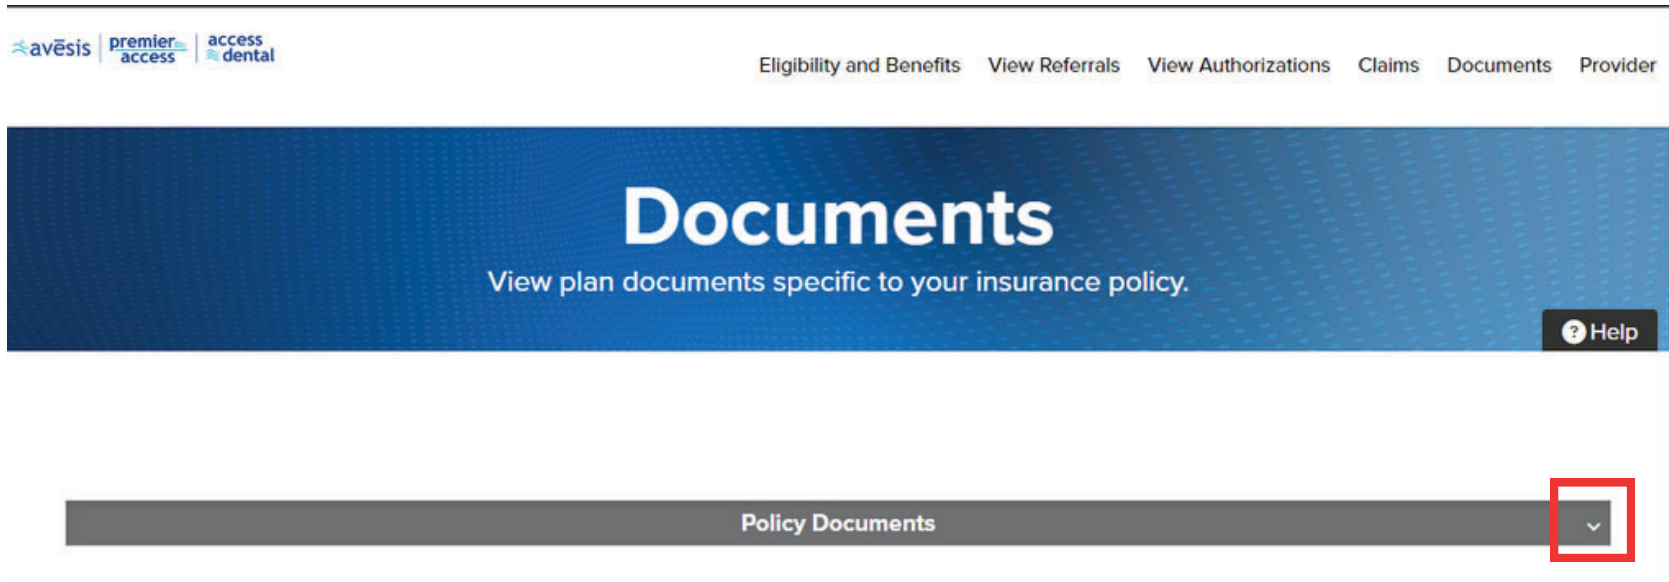 avēsis
premier
access
access
dental
Eligibility and Benefits View Referrals View Authorizations Claims Documents Provider
Documents
View plan documents specific to your insurance policy.
? Help
Policy Documents